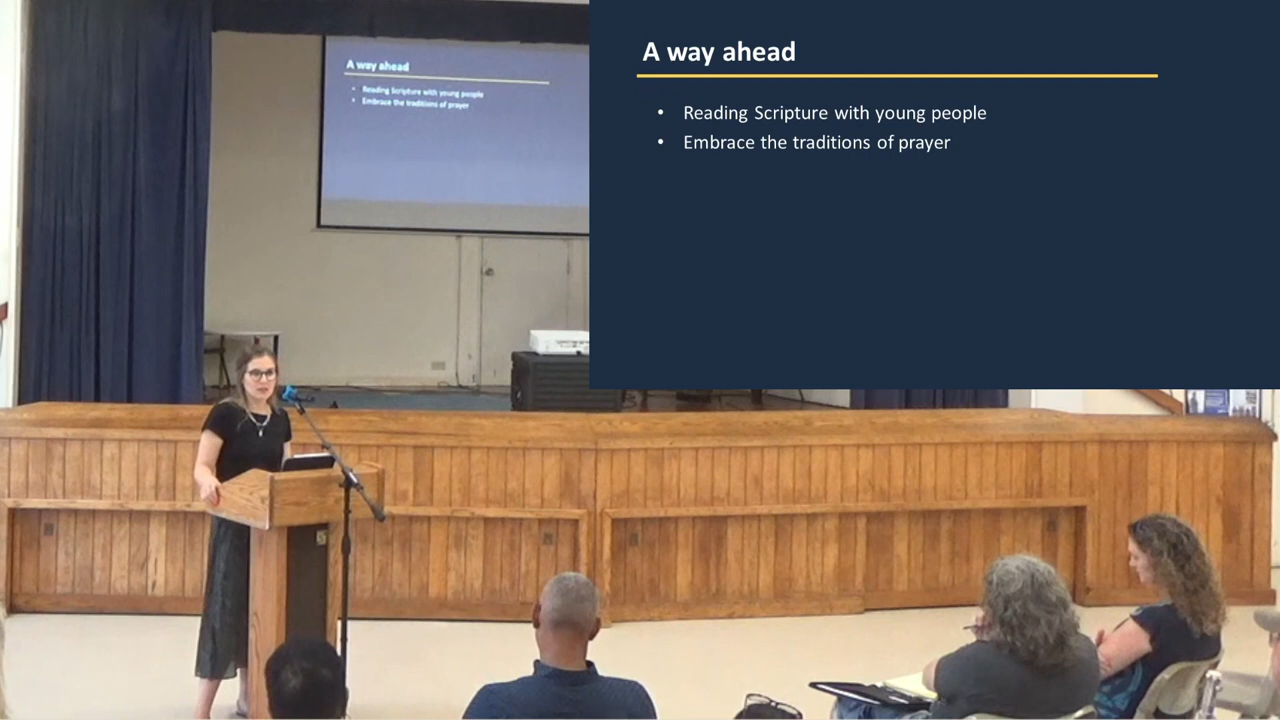 A way ahead
• Reading Scripture with young people
• Embrace the traditions of prayer
A way ahead
• Reading Scripture with young people
• Embrace the traditions of prayer